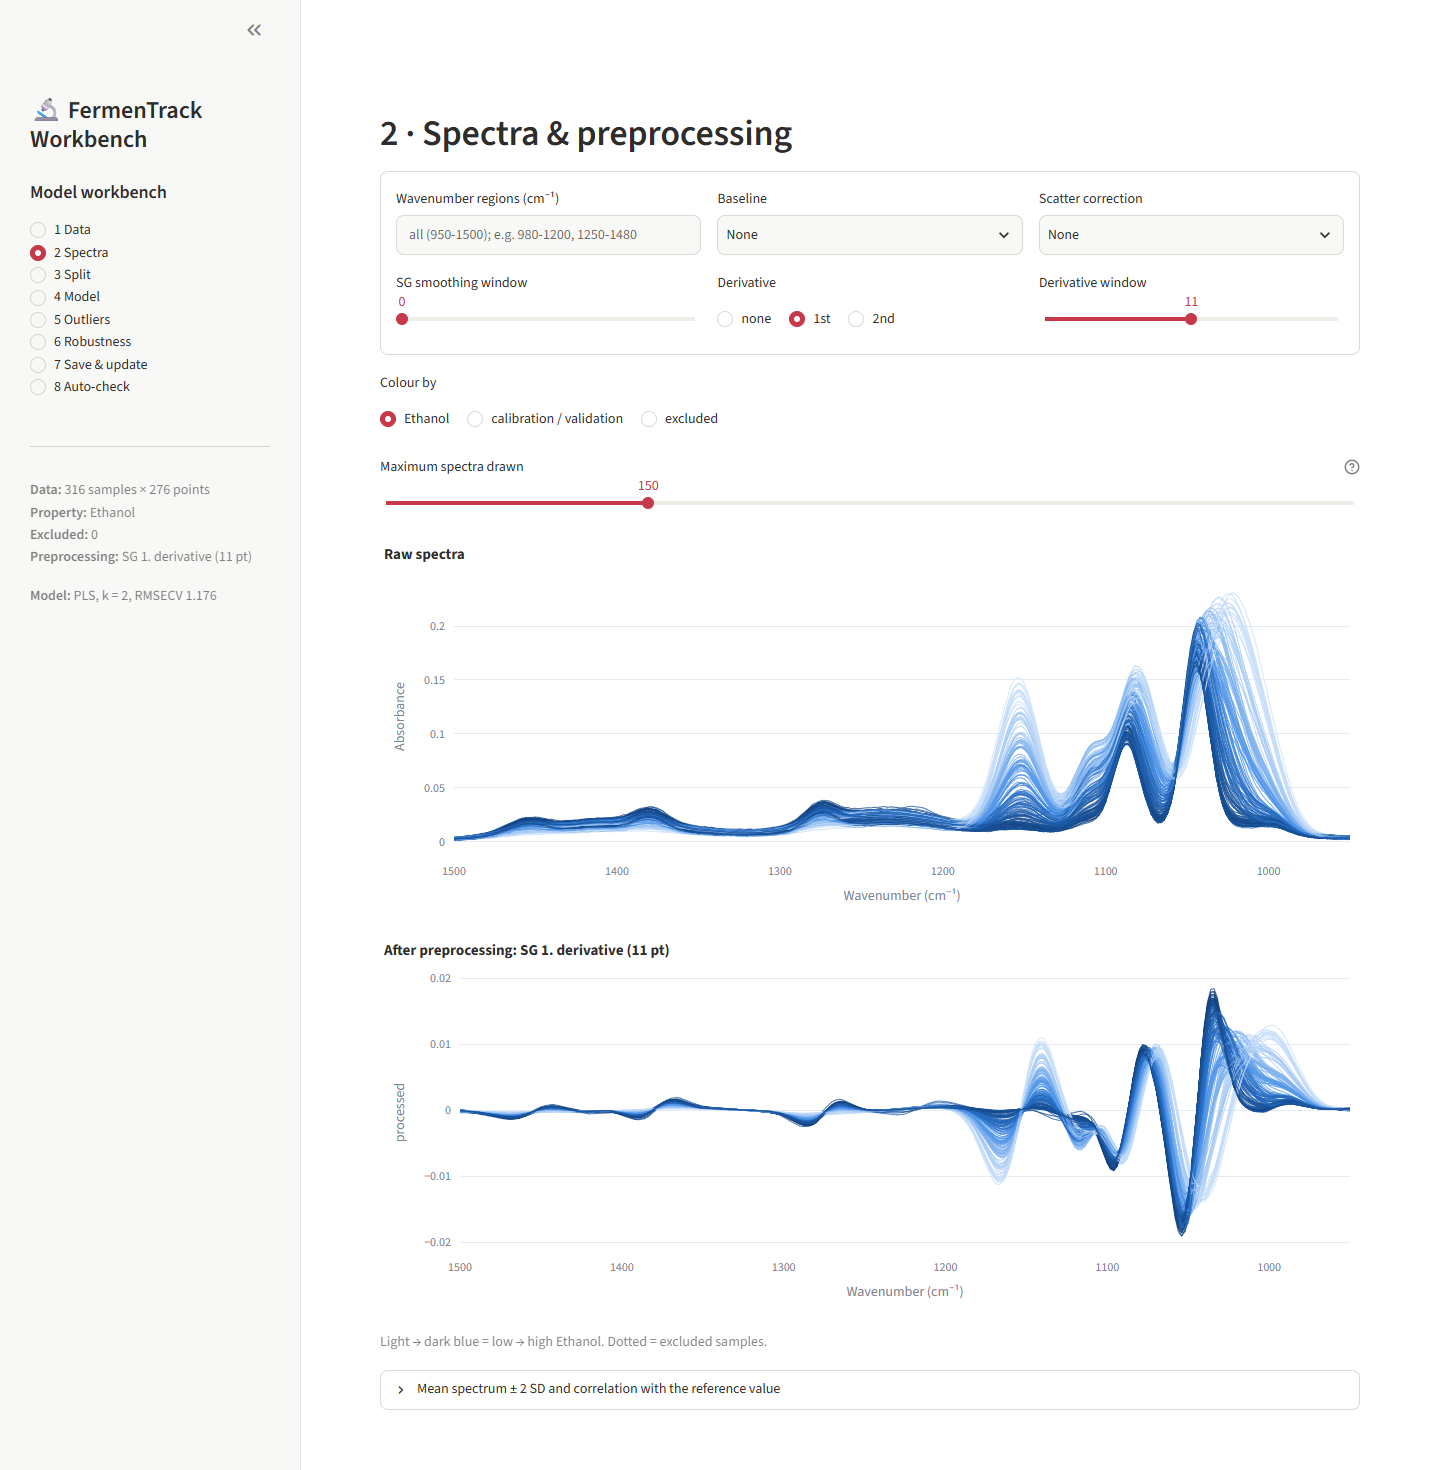 FermenTrack
Workbench
Model workbench
1 Data
2 Spectra
3 Split
4 Model
5 Outliers
6 Robustness
7 Save & update
8 Auto-check
Data: 316 samples × 276 points
Property: Ethanol
Excluded: 0
Preprocessing: SG 1. derivative (11 pt)
Model: PLS, k = 2, RMSECV 1.176
2 · Spectra & preprocessing
Wavenumber regions (cm⁻¹)
all (950-1500); e.g. 980-1200, 1250-1480
Baseline
None
Scatter correction
None
SG smoothing window
0
Derivative
none 1st 2nd
Derivative window
11
Colour by
Ethanol calibration / validation excluded
Maximum spectra drawn
150
Raw spectra
Absorbance
0.2
0.15
0.1
0.05
0
1500 1400 1300 1200 1100 1000
Wavenumber (cm⁻¹)
After preprocessing: SG 1. derivative (11 pt)
processed
0.02
0.01
0
−0.01
−0.02
1500 1400 1300 1200 1100 1000
Wavenumber (cm⁻¹)
Light → dark blue = low → high Ethanol. Dotted = excluded samples.
Mean spectrum ± 2 SD and correlation with the reference value